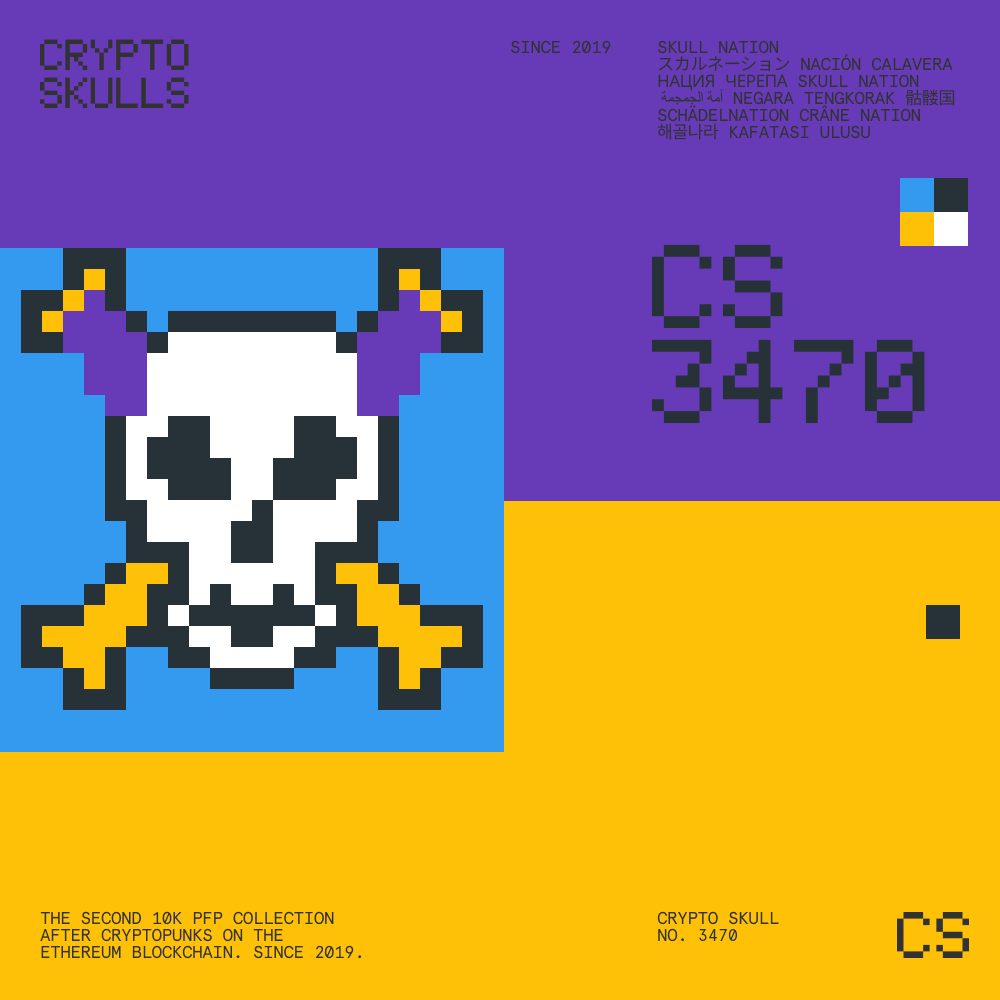 CRYPTO
SKULLS
SINCE 2019
SKULL NATION
スカルネーション NACIÓN CALAVERA
НАЦИЯ ЧЕРЕПА SKULL NATION
أمة الجمجمة NEGARA TENGKORAK 骷髅国
SCHÄDELNATION CRÂNE NATION
해골나라 KAFATASI ULUSU
CS
3470
THE SECOND 10K PFP COLLECTION
AFTER CRYPTOPUNKS ON THE
ETHEREUM BLOCKCHAIN. SINCE 2019.
CRYPTO SKULL
NO. 3470
CS